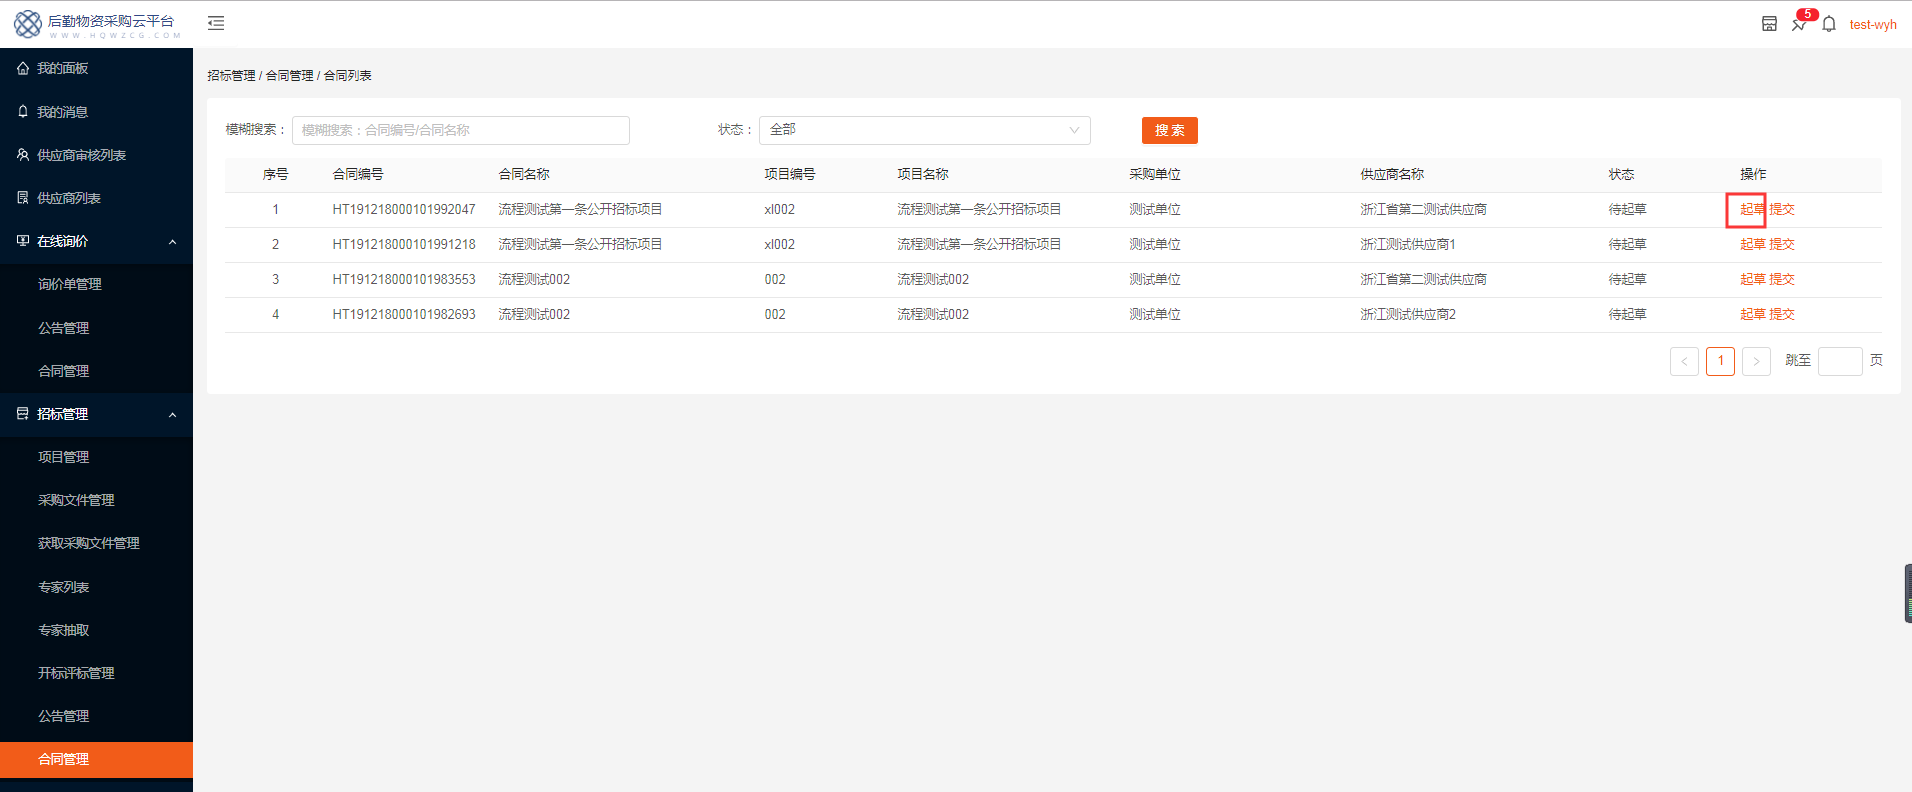 后勤物资采购云平台
WWW.HQWZCG.COM
5
test-wyh
我的面板
我的消息
供应商审核列表
供应商列表
在线询价
询价单管理
公告管理
合同管理
招标管理
项目管理
采购文件管理
获取采购文件管理
专家列表
专家抽取
开标评标管理
公告管理
合同管理
招标管理 / 合同管理 / 合同列表
模糊搜索： 模糊搜索：合同编号/合同名称 状态： 全部 搜 索
序号 合同编号 合同名称 项目编号 项目名称 采购单位 供应商名称 状态 操作
1 HT191218000101992047 流程测试第一条公开招标项目 xl002 流程测试第一条公开招标项目 测试单位 浙江省第二测试供应商 待起草 起草 提交
2 HT191218000101991218 流程测试第一条公开招标项目 xl002 流程测试第一条公开招标项目 测试单位 浙江测试供应商1 待起草 起草 提交
3 HT191218000101983553 流程测试002 002 流程测试002 测试单位 浙江省第二测试供应商 待起草 起草 提交
4 HT191218000101982693 流程测试002 002 流程测试002 测试单位 浙江测试供应商2 待起草 起草 提交
< 1 > 跳至 页